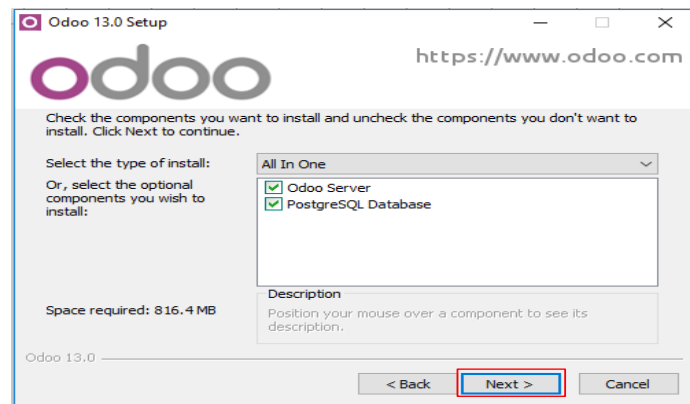 Odoo 13.0 Setup
odoo
https://www.odoo.com
Check the components you want to install and uncheck the components you don't want to
install. Click Next to continue.
Select the type of install:
All In One
Or, select the optional
components you wish to
install:
Odoo Server
PostgreSQL Database
Space required: 816.4 MB
Description
Position your mouse over a component to see its
description.
Odoo 13.0
< Back
Next >
Cancel